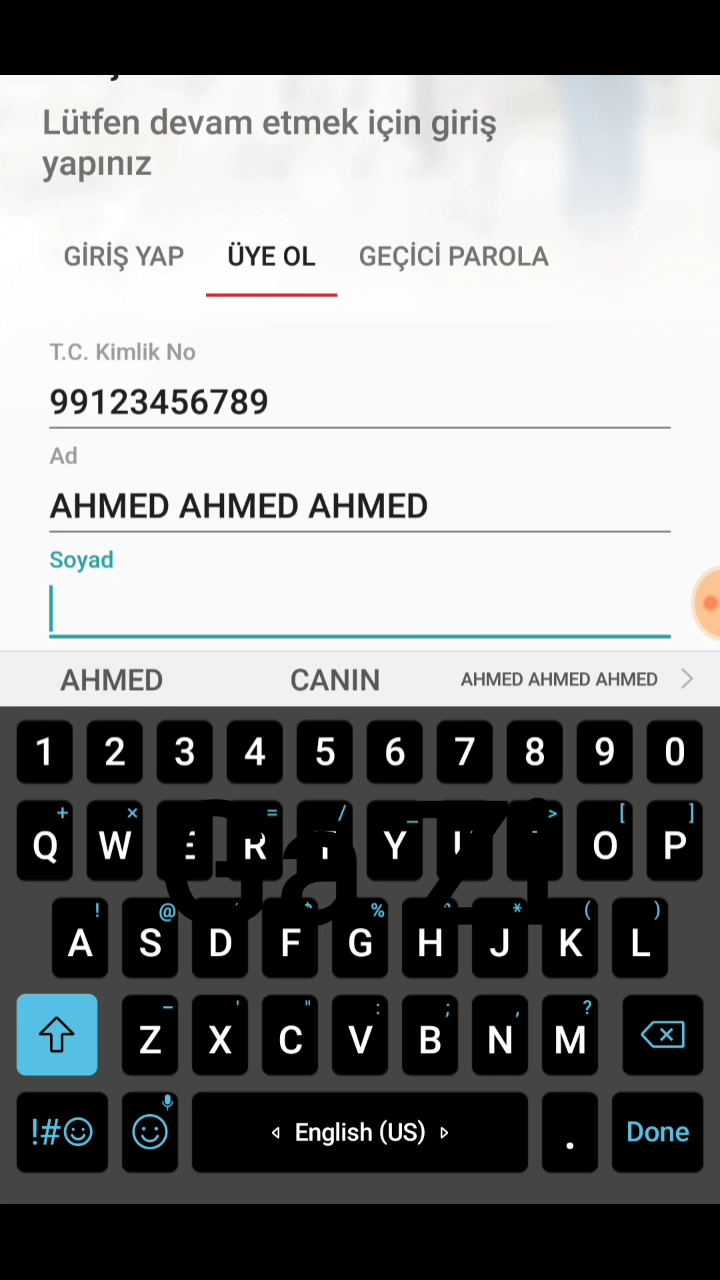 Lütfen devam etmek için giriş
yapınız
GİRİŞ YAP ÜYE OL GEÇİCİ PAROLA
T.C. Kimlik No
99123456789
Ad
AHMED AHMED AHMED
Soyad
AHMED CANIN AHMED AHMED AHMED
1 2 3 4 5 6 7 8 9 0
+ × = / _ > [ ]
Q W E R T Y U O P
Ga Zi
! @ % * ( )
A S D F G H J K L
– ' " : ; , ?
Z X C V B N M
!#☺ English (US) . Done